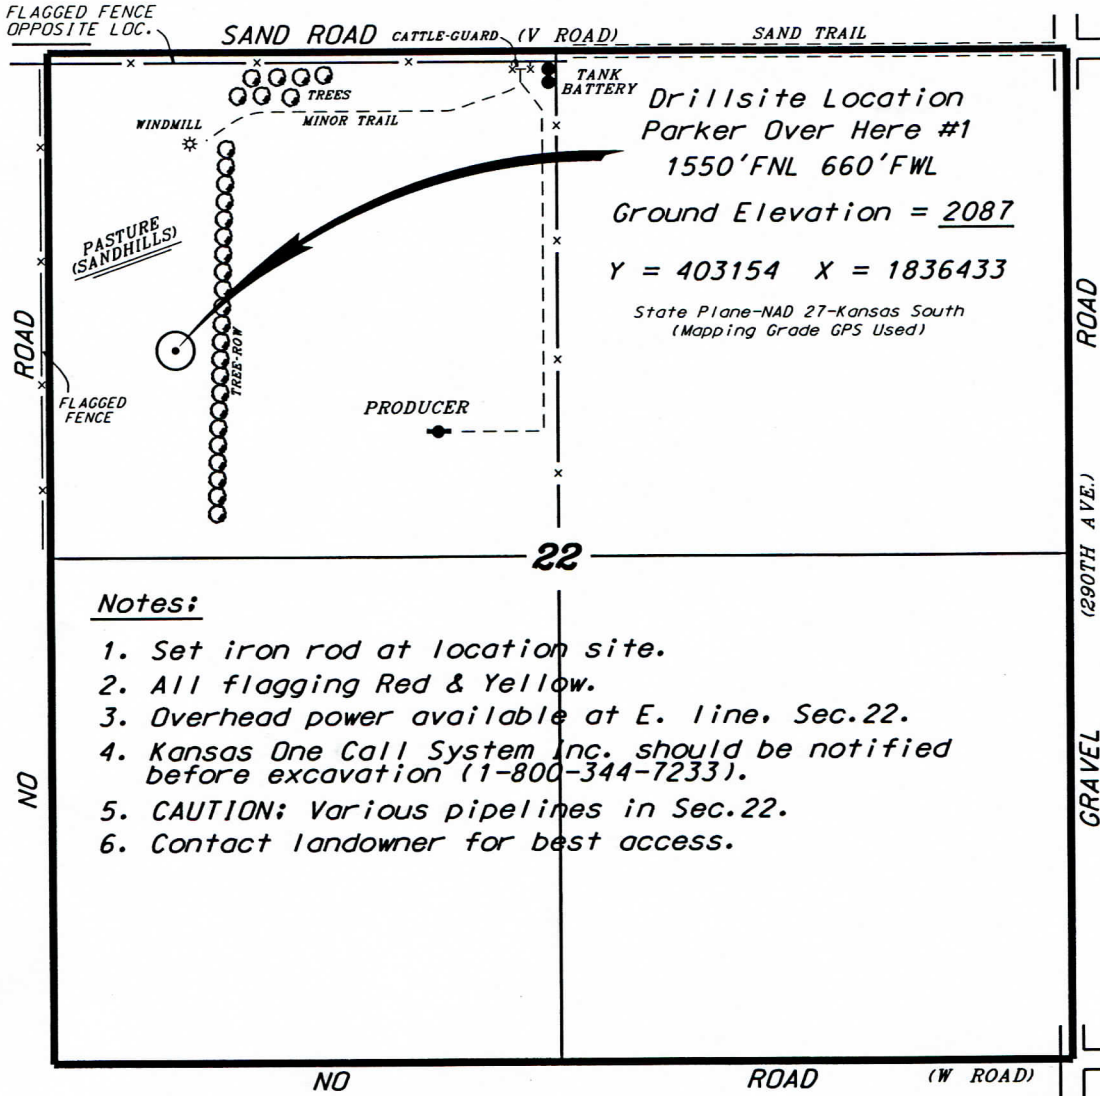 FLAGGED FENCE
OPPOSITE LOC.
SAND ROAD
CATTLE-GUARD
(V ROAD)
SAND TRAIL
TREES
TANK
BATTERY
WINDMILL
MINOR TRAIL
Drillsite Location
Parker Over Here #1
1550'FNL 660'FWL
Ground Elevation = 2087
Y = 403154 X = 1836433
State Plane-NAD 27-Kansas South
(Mapping Grade GPS Used)
PASTURE
(SANDHILLS)
ROAD
ROAD
TREE-ROW
FLAGGED
FENCE
PRODUCER
(290TH AVE.)
22
Notes:
1. Set iron rod at location site.
2. All flagging Red & Yellow.
3. Overhead power available at E. line, Sec.22.
4. Kansas One Call System Inc. should be notified
before excavation (1-800-344-7233).
5. CAUTION: Various pipelines in Sec.22.
6. Contact landowner for best access.
NO
GRAVEL
NO
ROAD
(W ROAD)